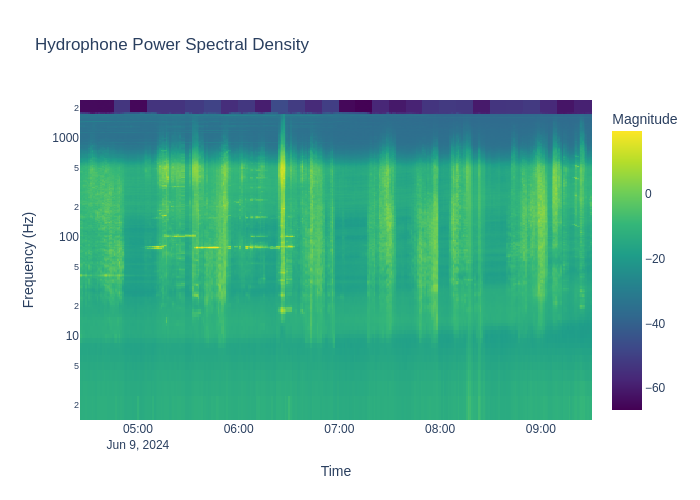 Hydrophone Power Spectral Density
Magnitude
2
1000
5
2
100
5
2
10
5
2
0
−20
−40
−60
Frequency (Hz)
05:00 06:00 07:00 08:00 09:00
Jun 9, 2024
Time